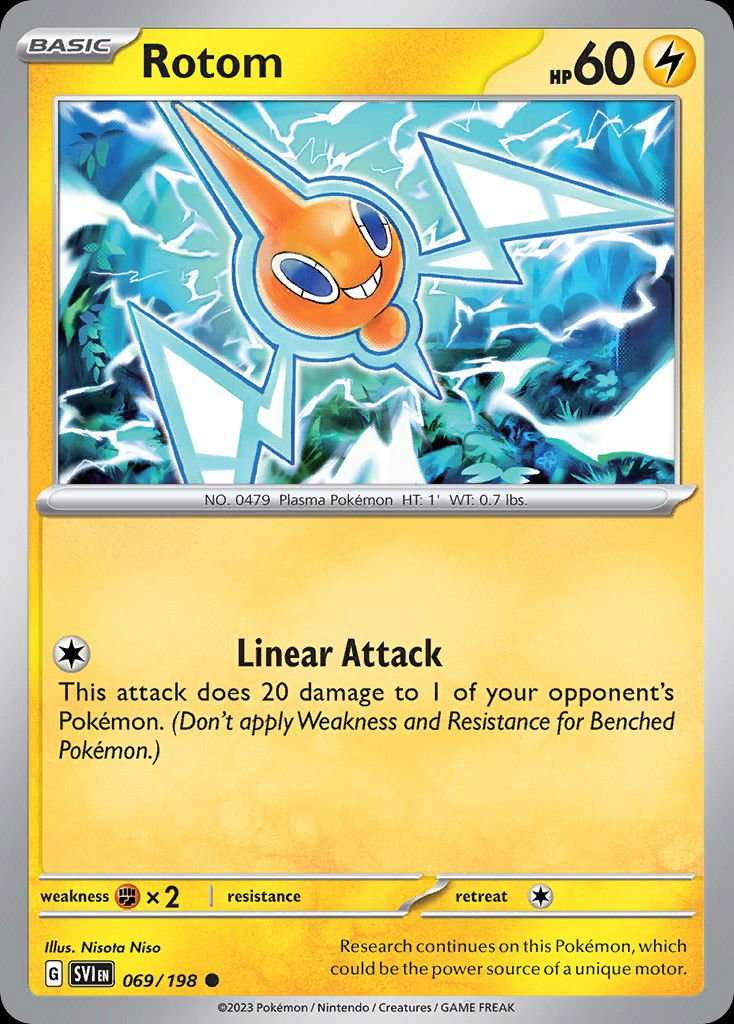 BASIC
Rotom
HP 60
NO. 0479 Plasma Pokémon HT: 1' WT: 0.7 lbs.
Linear Attack
This attack does 20 damage to 1 of your opponent's
Pokémon. (Don't apply Weakness and Resistance for Benched
Pokémon.)
weakness ×2 resistance retreat
Illus. Nisota Niso
Research continues on this Pokémon, which
could be the power source of a unique motor.
G SVI EN 069/198
©2023 Pokémon / Nintendo / Creatures / GAME FREAK